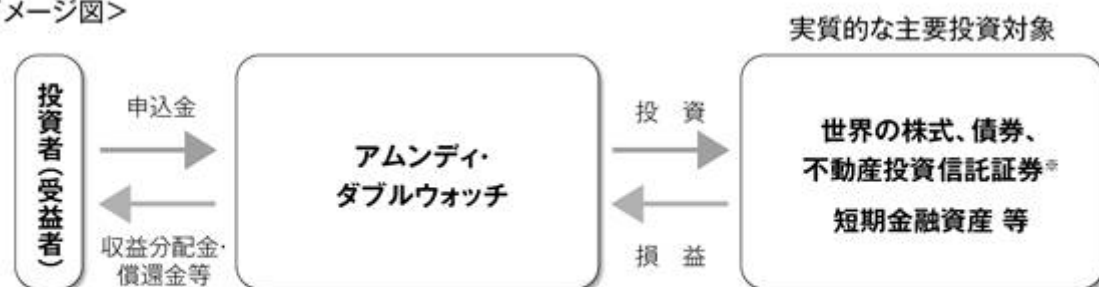 メージ図＞
実質的な主要投資対象
投資者（受益者）
申込金
収益分配金・
償還金等
アムンディ・
ダブルウォッチ
投 資
損 益
世界の株式、債券、
不動産投資信託証券※
短期金融資産 等